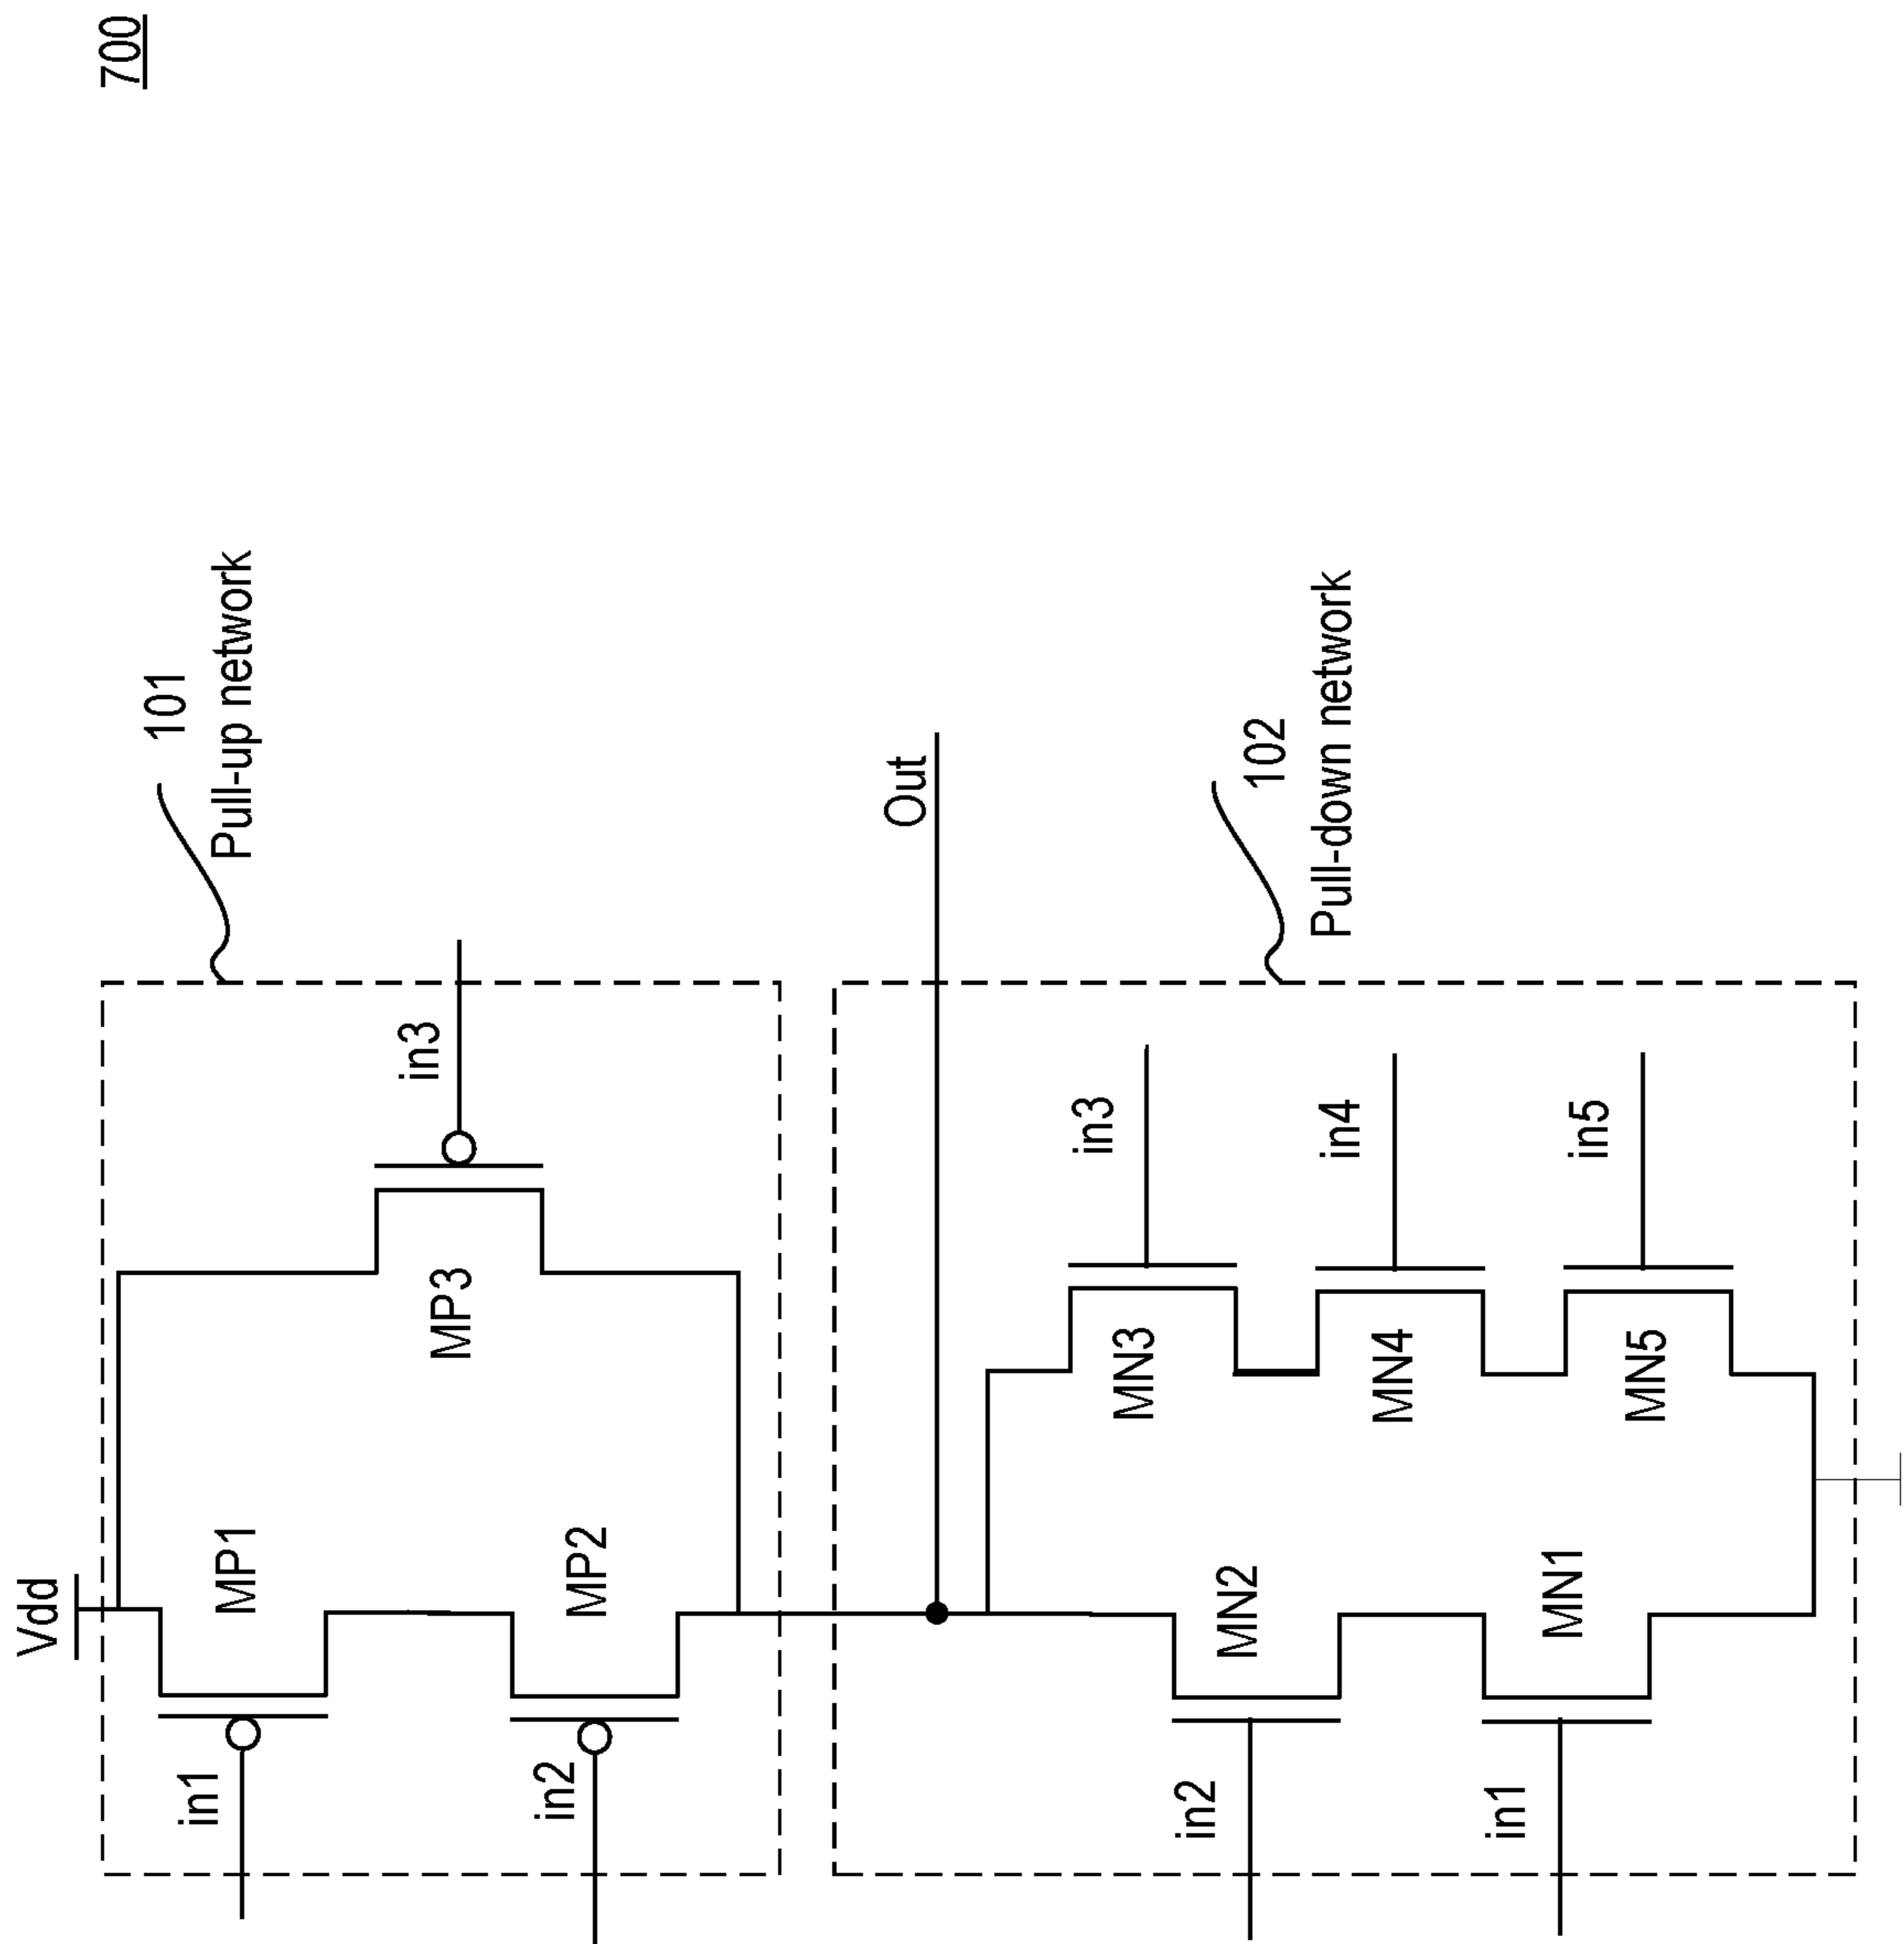 700
Vdd
101
Pull-up network
in1
MP1
in3
MP3
in2
MP2
Out
102
Pull-down network
in3
MN3
in2
MN2
in4
MN4
in1
MN1
in5
MN5